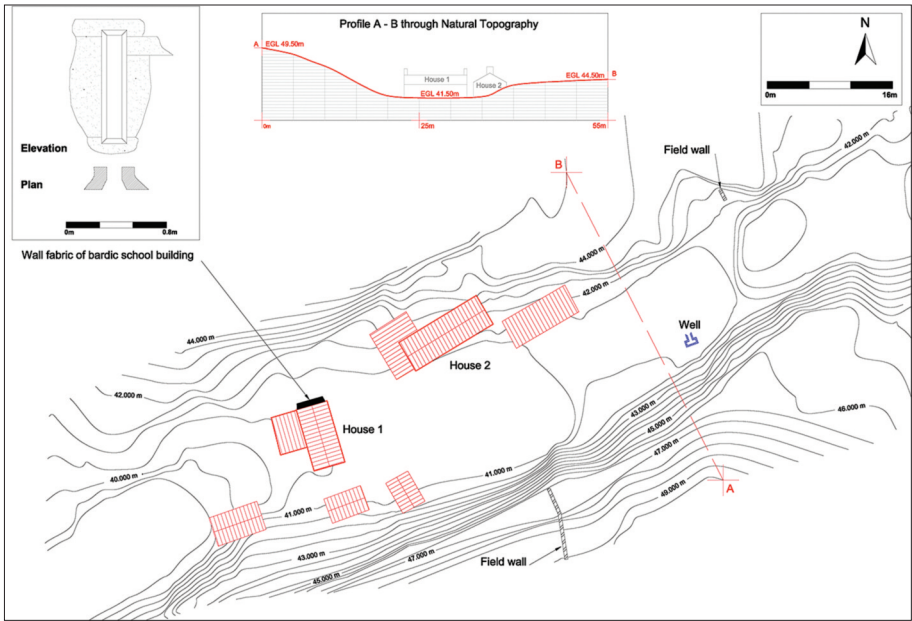 Profile A - B through Natural Topography
A
EGL 49.50m
House 1
House 2
EGL 41.50m
EGL 44.50m
B
0m
25m
55m
N
0m
16m
Elevation
Plan
0m
0.8m
Wall fabric of bardic school building
Field wall
42.000 m
B
44.000 m
42.000 m
Well
44.000 m
House 2
42.000 m
43.000 m
46.000 m
45.000 m
House 1
47.000 m
40.000 m
41.000 m
49.000 m
A
41.000 m
43.000 m
47.000 m
Field wall
45.000 m